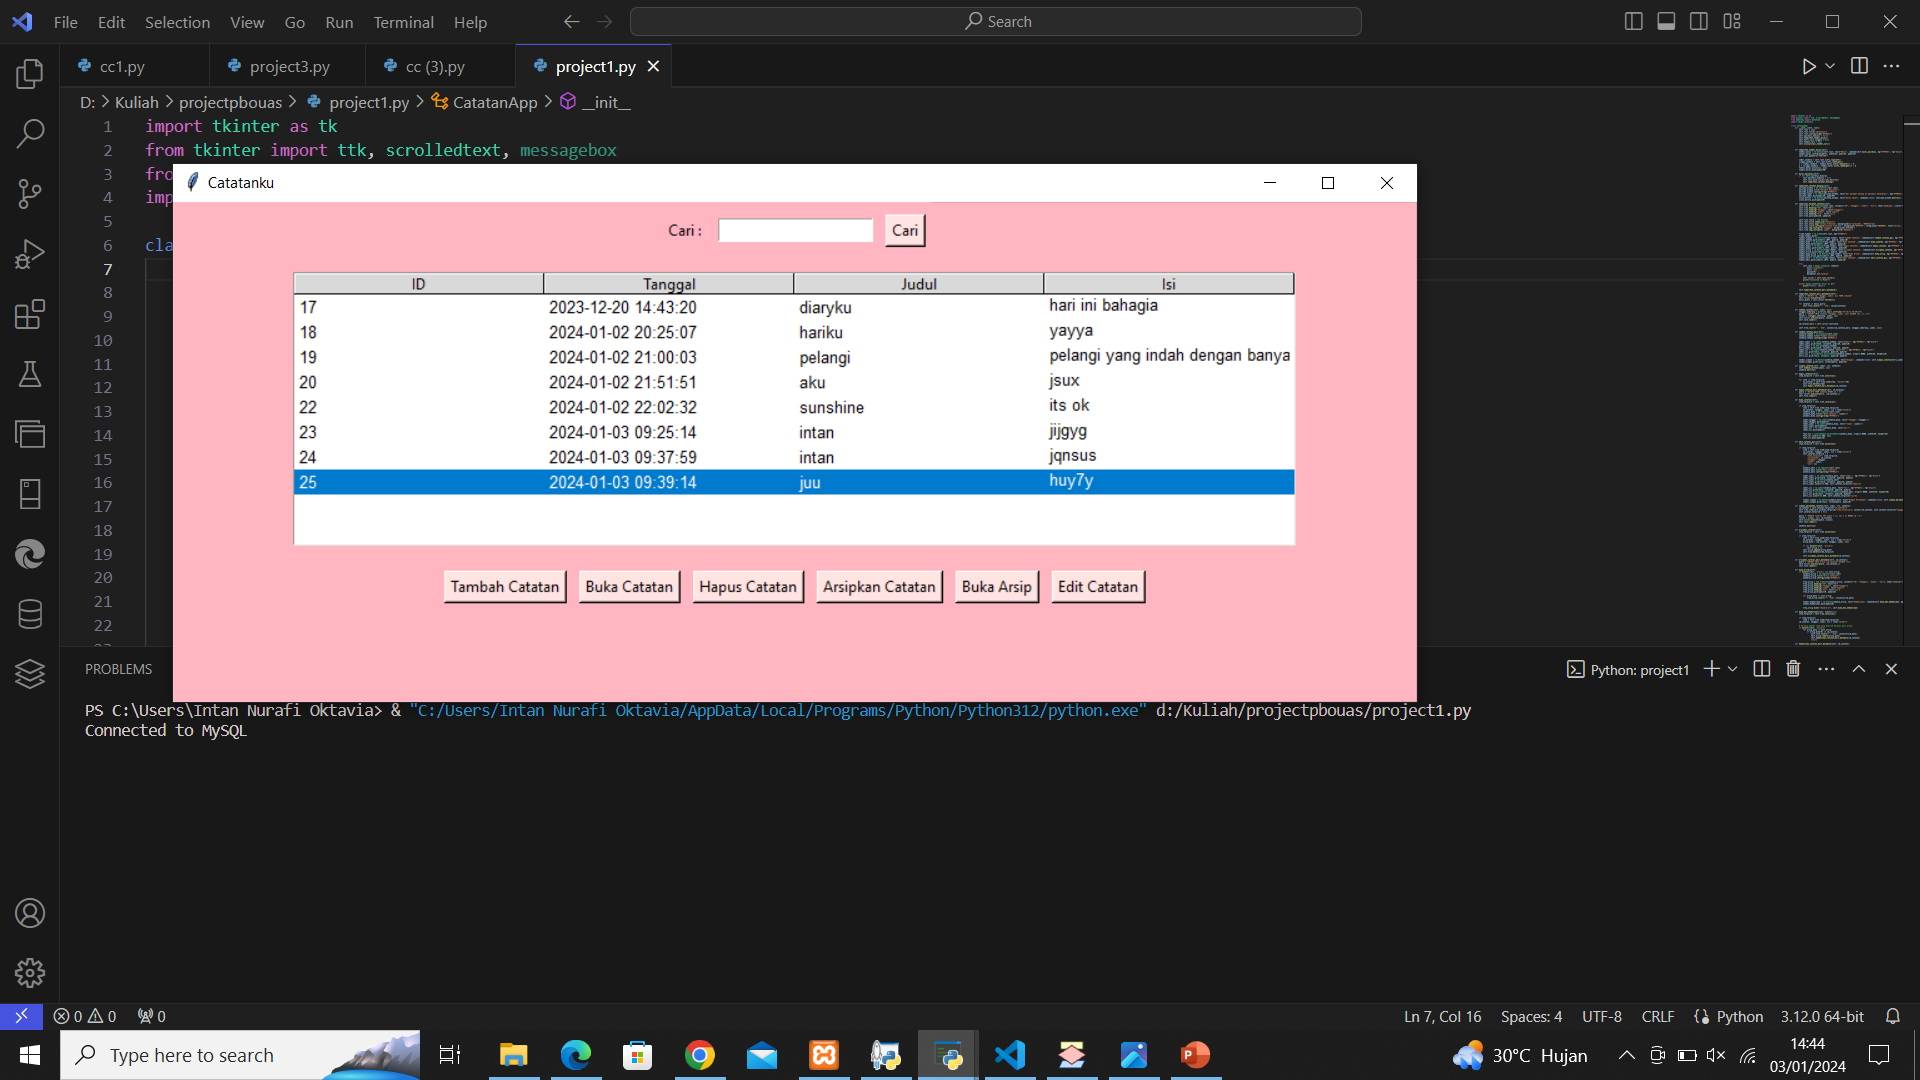 File Edit Selection View Go Run Terminal Help
Search
cc1.py project3.py cc (3).py project1.py
D: > Kuliah > projectpbouas > project1.py > CatatanApp > __init__
1 import tkinter as tk
2 from tkinter import ttk, scrolledtext, messagebox
3 fro
4 imp
5
6 cla
7
8
9
10
11
12
13
14
15
16
17
18
19
20
21
22
Catatanku
Cari : Cari
ID Tanggal Judul Isi
17 2023-12-20 14:43:20 diaryku hari ini bahagia
18 2024-01-02 20:25:07 hariku yayya
19 2024-01-02 21:00:03 pelangi pelangi yang indah dengan banya
20 2024-01-02 21:51:51 aku jsux
22 2024-01-02 22:02:32 sunshine its ok
23 2024-01-03 09:25:14 intan jijgyg
24 2024-01-03 09:37:59 intan jqnsus
25 2024-01-03 09:39:14 juu huy7y
Tambah Catatan Buka Catatan Hapus Catatan Arsipkan Catatan Buka Arsip Edit Catatan
PROBLEMS Python: project1
PS C:\Users\Intan Nurafi Oktavia> & "C:/Users/Intan Nurafi Oktavia/AppData/Local/Programs/Python/Python312/python.exe" d:/Kuliah/projectpbouas/project1.py
Connected to MySQL
0 0 0 Ln 7, Col 16 Spaces: 4 UTF-8 CRLF Python 3.12.0 64-bit
Type here to search 30°C Hujan 14:44
03/01/2024